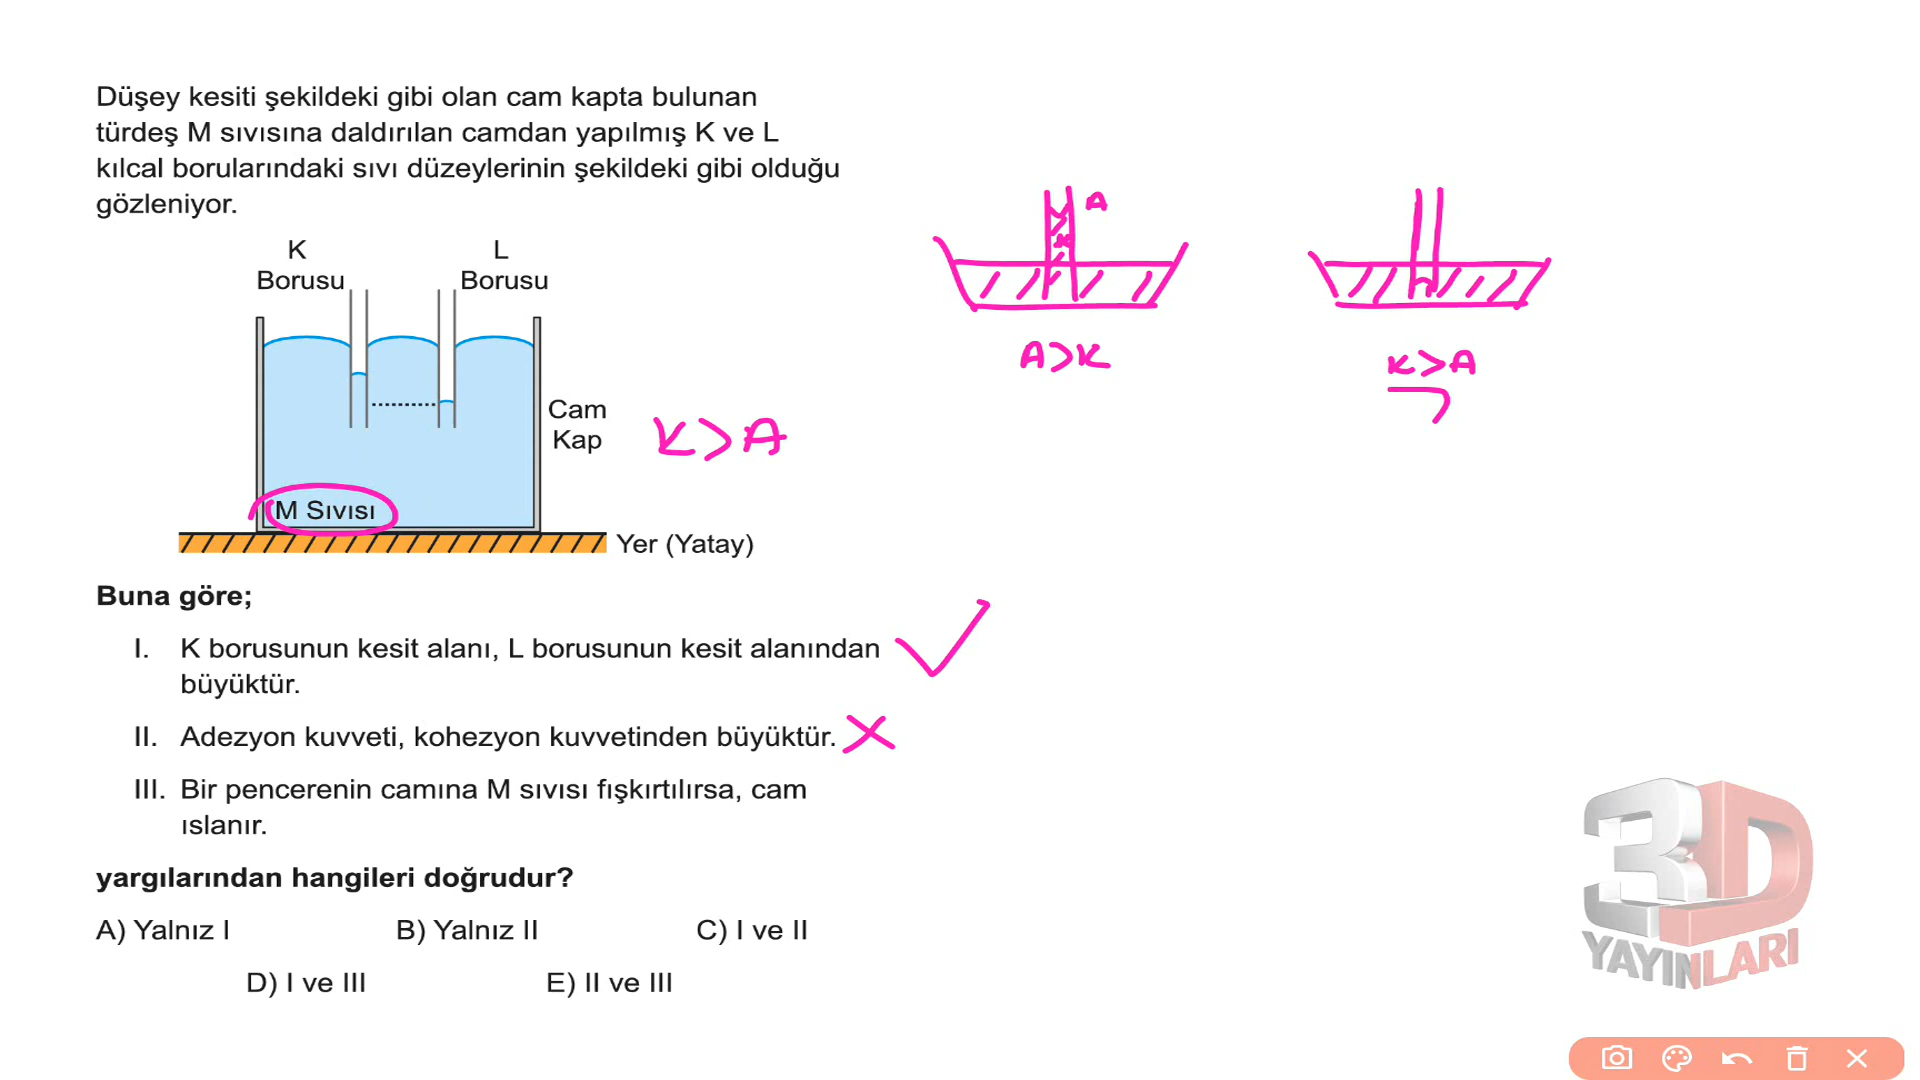 Düşey kesiti şekildeki gibi olan cam kapta bulunan
türdeş M sıvısına daldırılan camdan yapılmış K ve L
kılcal borularındaki sıvı düzeylerinin şekildeki gibi olduğu
gözleniyor.
K
Borusu
L
Borusu
Cam
Kap
M Sıvısı
Yer (Yatay)
K > A
A
K
A > K
K > A
Buna göre;
I. K borusunun kesit alanı, L borusunun kesit alanından
büyüktür.
II. Adezyon kuvveti, kohezyon kuvvetinden büyüktür.
III. Bir pencerenin camına M sıvısı fışkırtılırsa, cam
ıslanır.
yargılarından hangileri doğrudur?
A) Yalnız I B) Yalnız II C) I ve II
D) I ve III E) II ve III
3D
YAYINLARI